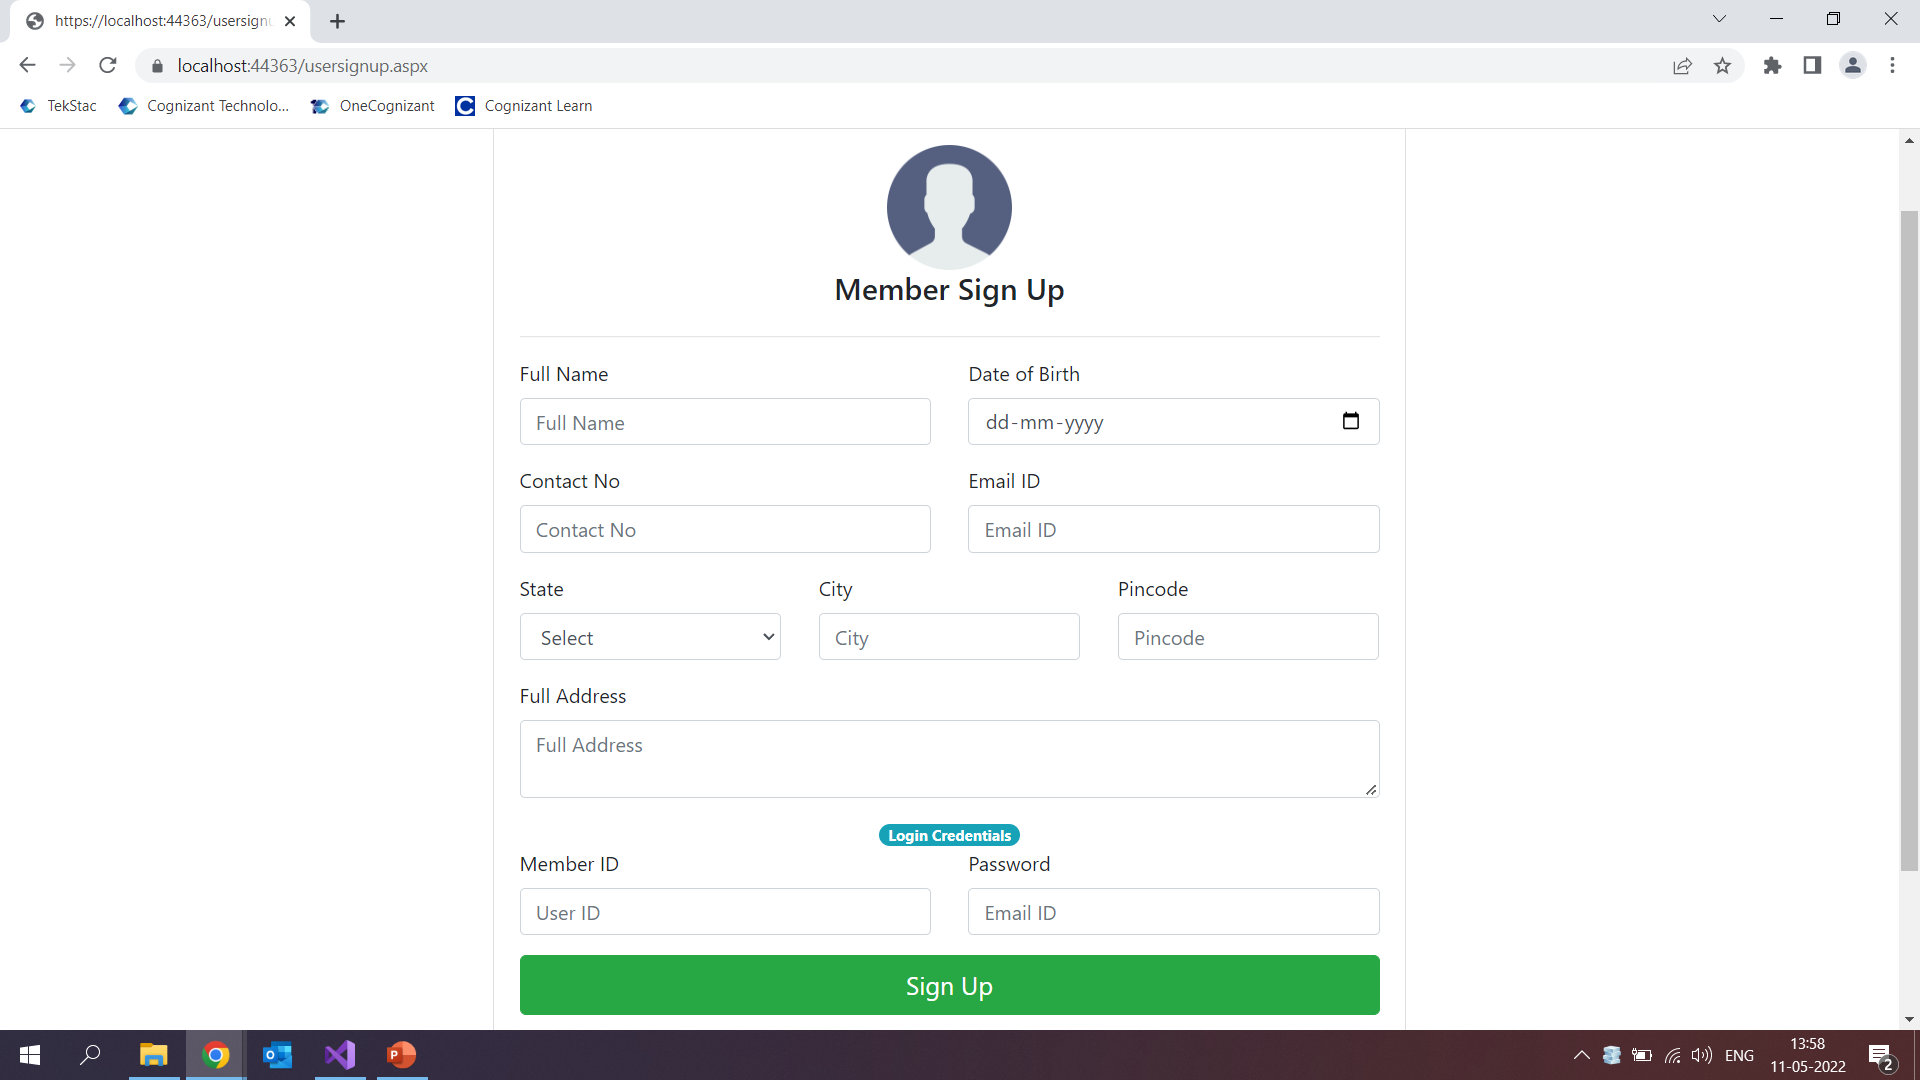 https://localhost:44363/usersignu
localhost:44363/usersignup.aspx
TekStac Cognizant Technolo... OneCognizant Cognizant Learn
Member Sign Up
Full Name Date of Birth
Full Name dd-mm-yyyy
Contact No Email ID
Contact No Email ID
State City Pincode
Select City Pincode
Full Address
Full Address
Login Credentials
Member ID Password
User ID Email ID
Sign Up
13:58
ENG
11-05-2022
2